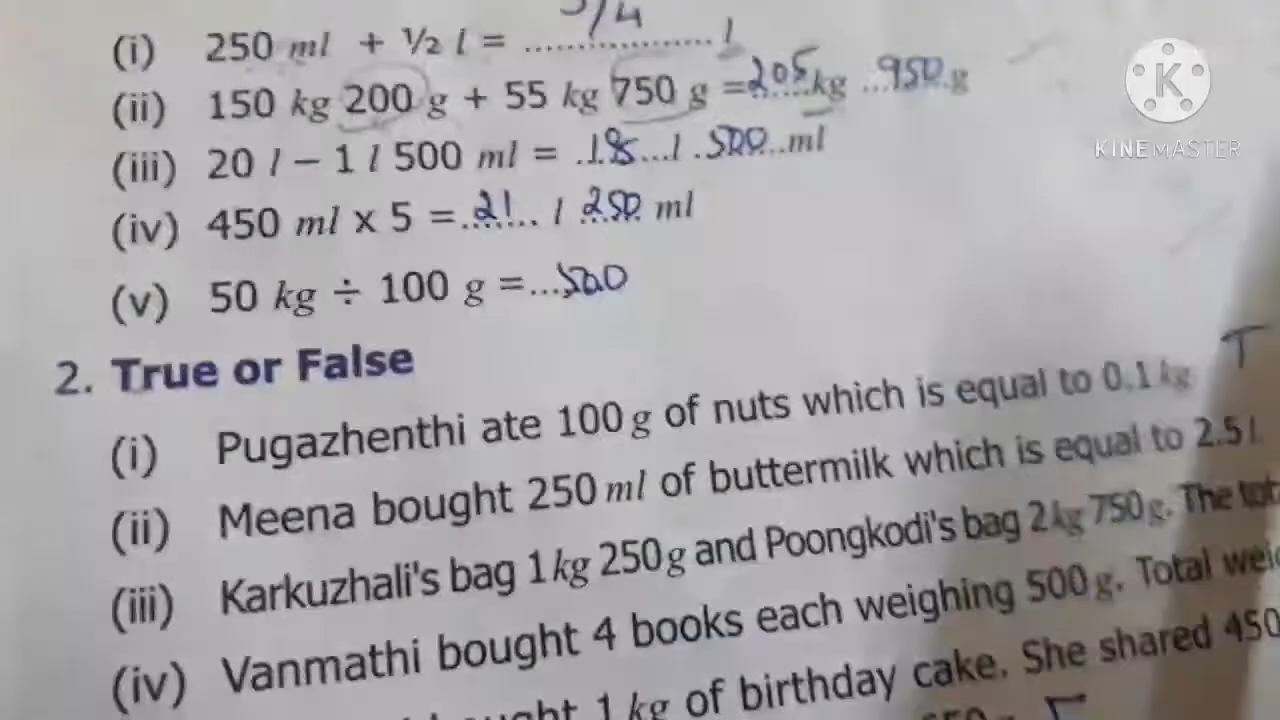 3/4
(i) 250 ml + ½ l = .................. l
(ii) 150 kg 200 g + 55 kg 750 g = 205 kg ...950 g
(iii) 20 l – 1 l 500 ml = .18...l .500..ml
(iv) 450 ml x 5 = ..2l... l 250 ml
(v) 50 kg ÷ 100 g = ...500
2. True or False
(i) Pugazhenthi ate 100 g of nuts which is equal to 0.1 kg T
(ii) Meena bought 250 ml of buttermilk which is equal to 2.5 l
(iii) Karkuzhali's bag 1 kg 250 g and Poongkodi's bag 2 kg 750 g. The
(iv) Vanmathi bought 4 books each weighing 500 g. Total
1 kg of birthday cake. She shared 450
KINEMASTER